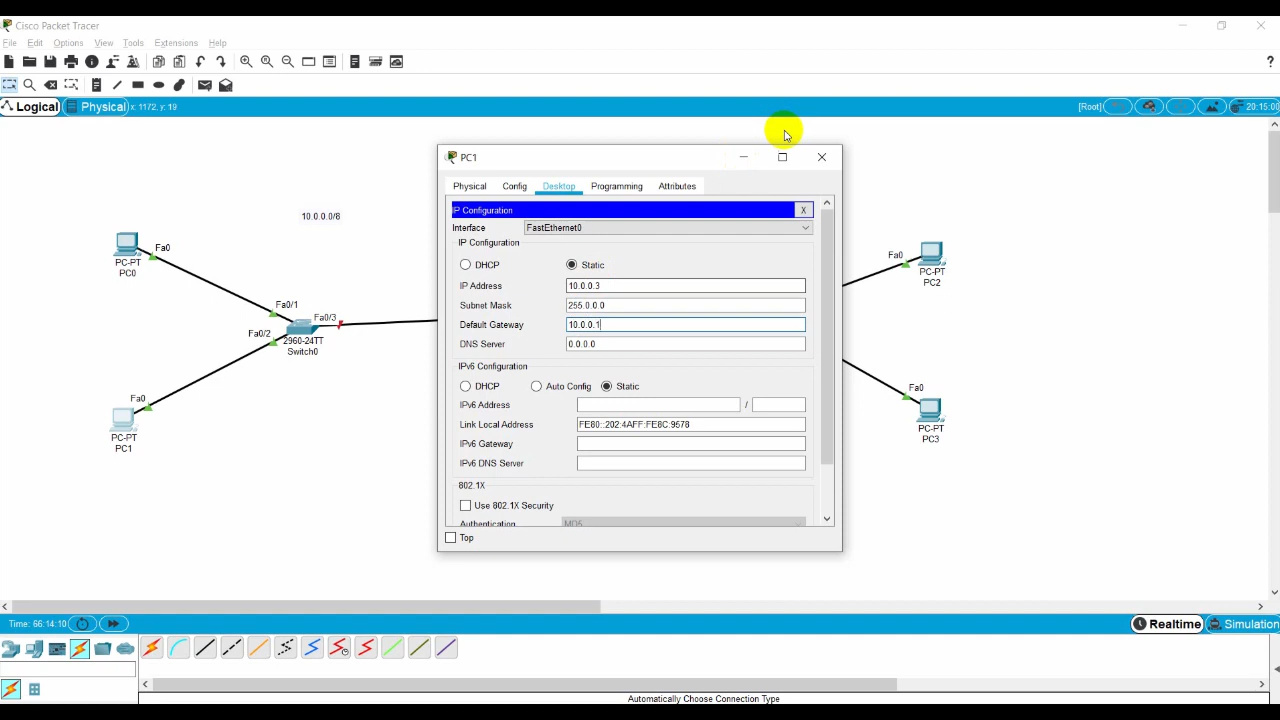 Cisco Packet Tracer
File Edit Options View Tools Extensions Help
?
Logical Physical x: 1172, y: 19 [Root] 20:15:00
PC1
Physical Config Desktop Programming Attributes
IP Configuration X
Interface FastEthernet0
IP Configuration
DHCP Static
IP Address 10.0.0.3
Subnet Mask 255.0.0.0
Default Gateway 10.0.0.1
DNS Server 0.0.0.0
IPv6 Configuration
DHCP Auto Config Static
IPv6 Address /
Link Local Address FE80::202:4AFF:FE8C:9578
IPv6 Gateway
IPv6 DNS Server
802.1X
Use 802.1X Security
Authentication MD5
Top
10.0.0.0/8
Fa0
PC-PT
PC0
Fa0/1
Fa0/3
Fa0/2
2960-24TT
Switch0
Fa0
PC-PT
PC1
Fa0
PC-PT
PC2
Fa0
PC-PT
PC3
Time: 66:14:10 Realtime Simulation
Automatically Choose Connection Type